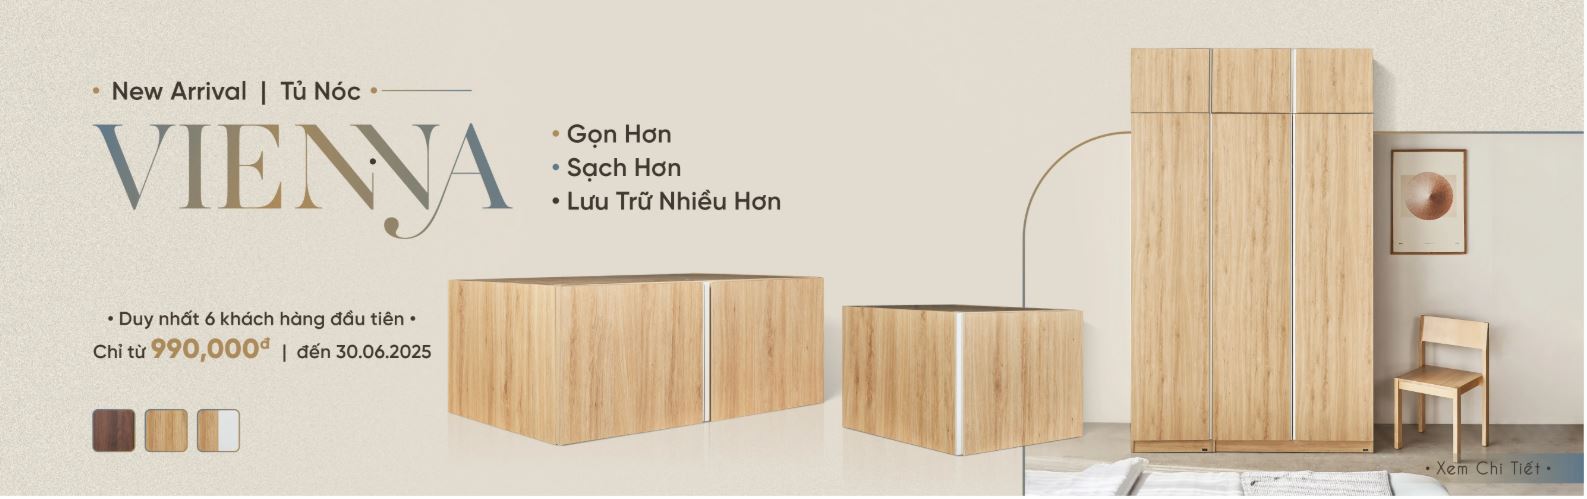 • New Arrival | Tủ Nóc •
VIENNA
• Gọn Hơn
• Sạch Hơn
• Lưu Trữ Nhiều Hơn
• Duy nhất 6 khách hàng đầu tiên •
Chỉ từ 990,000đ | đến 30.06.2025
• Xem Chi Tiết •